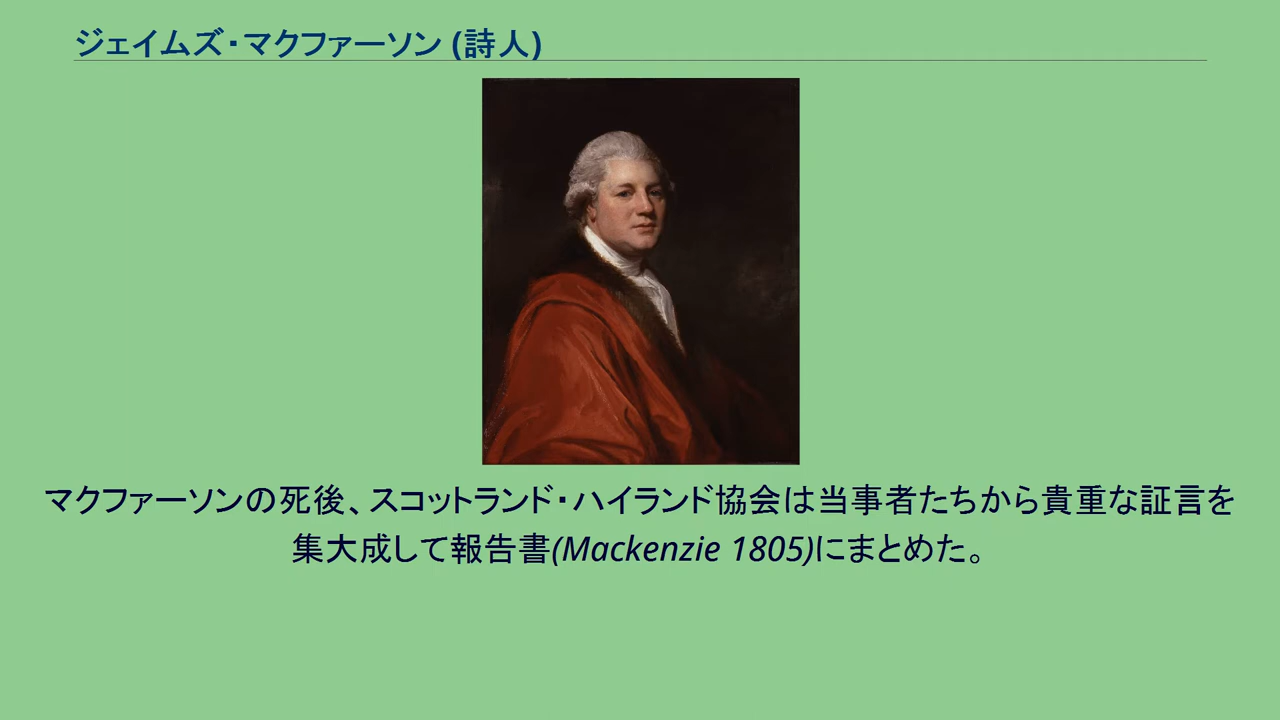 ジェイムズ・マクファーソン (詩人)
マクファーソンの死後、スコットランド・ハイランド協会は当事者たちから貴重な証言を
集大成して報告書(Mackenzie 1805)にまとめた。